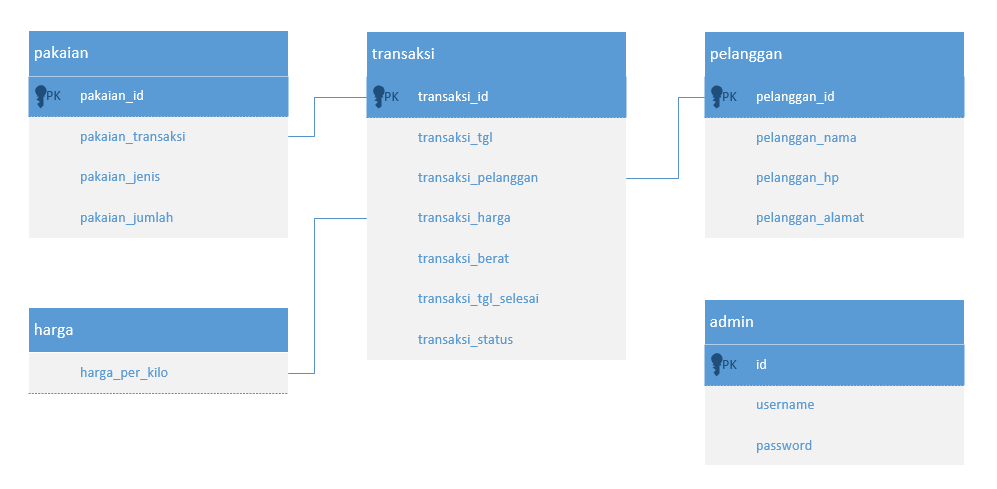 pakaian
PK pakaian_id
pakaian_transaksi
pakaian_jenis
pakaian_jumlah
transaksi
PK transaksi_id
transaksi_tgl
transaksi_pelanggan
transaksi_harga
transaksi_berat
transaksi_tgl_selesai
transaksi_status
pelanggan
PK pelanggan_id
pelanggan_nama
pelanggan_hp
pelanggan_alamat
harga
harga_per_kilo
admin
PK id
username
password